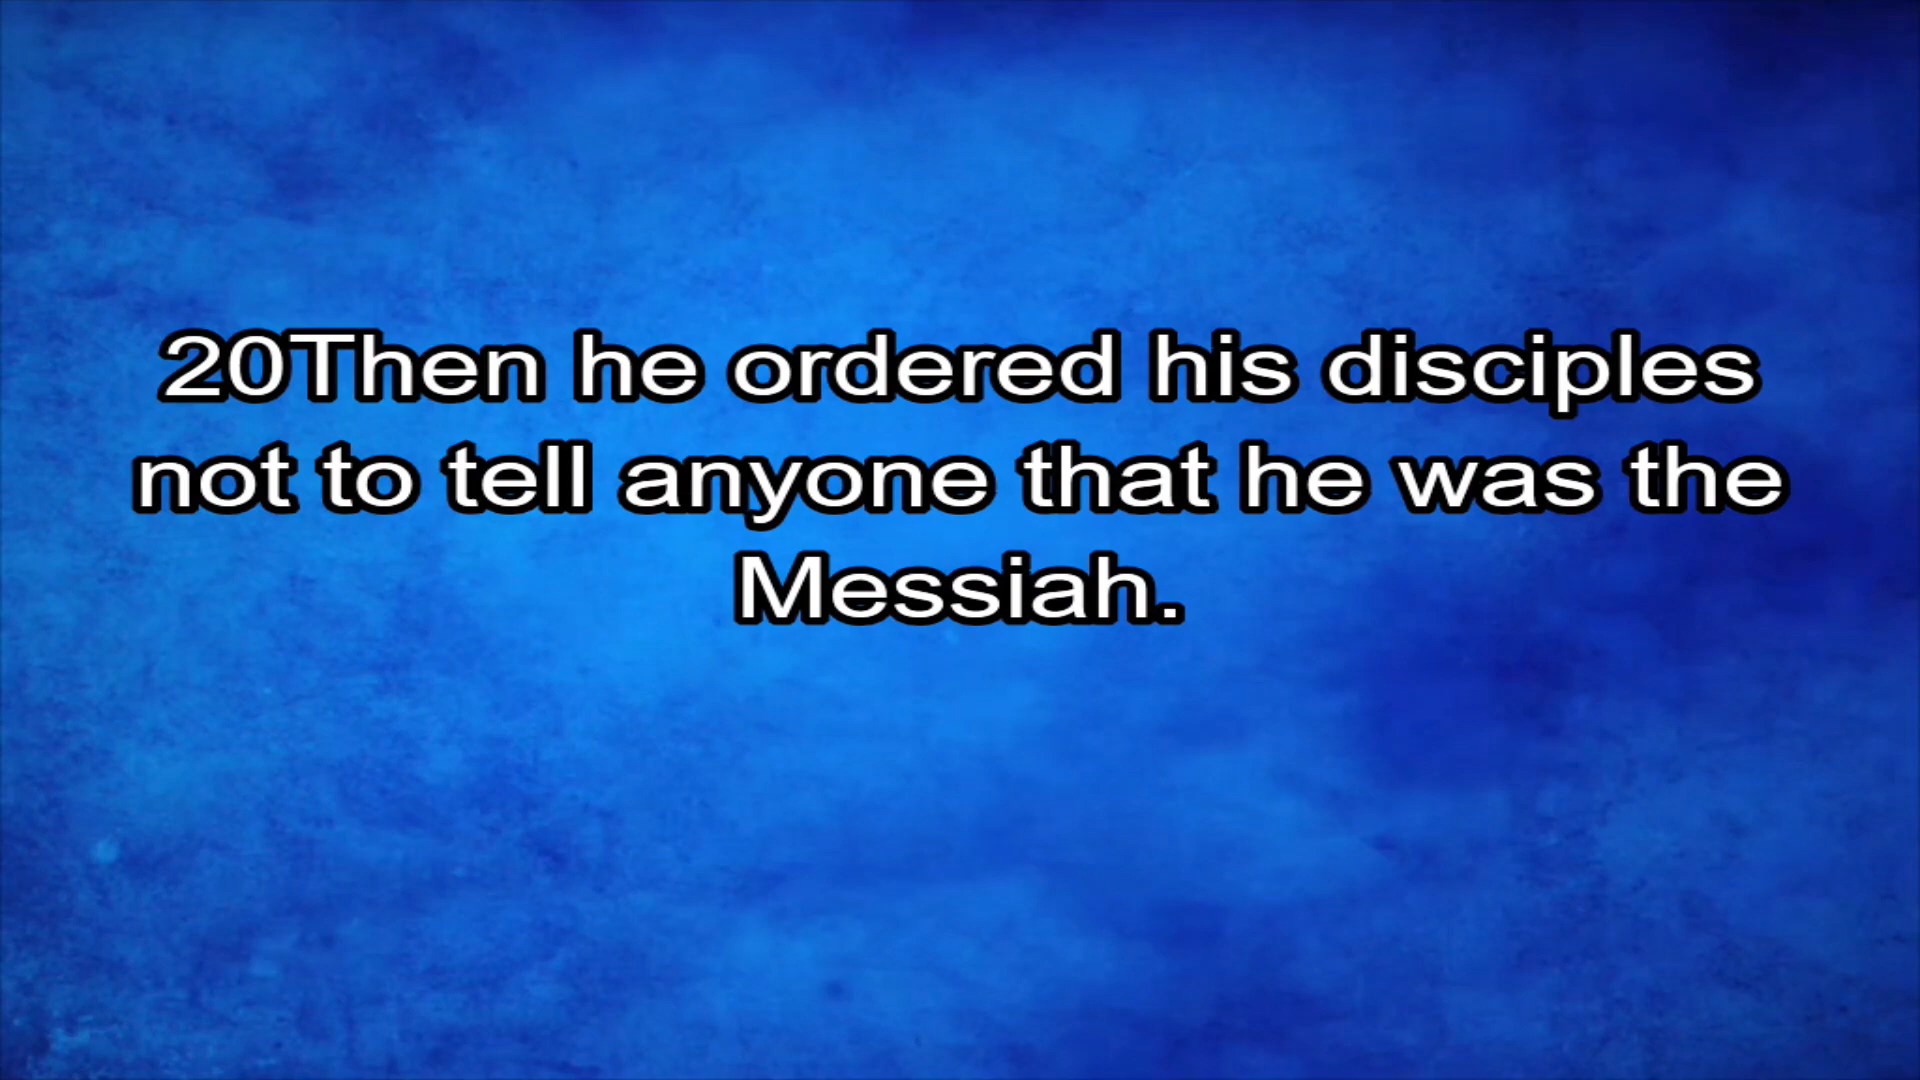 20Then he ordered his disciples
not to tell anyone that he was the
Messiah.